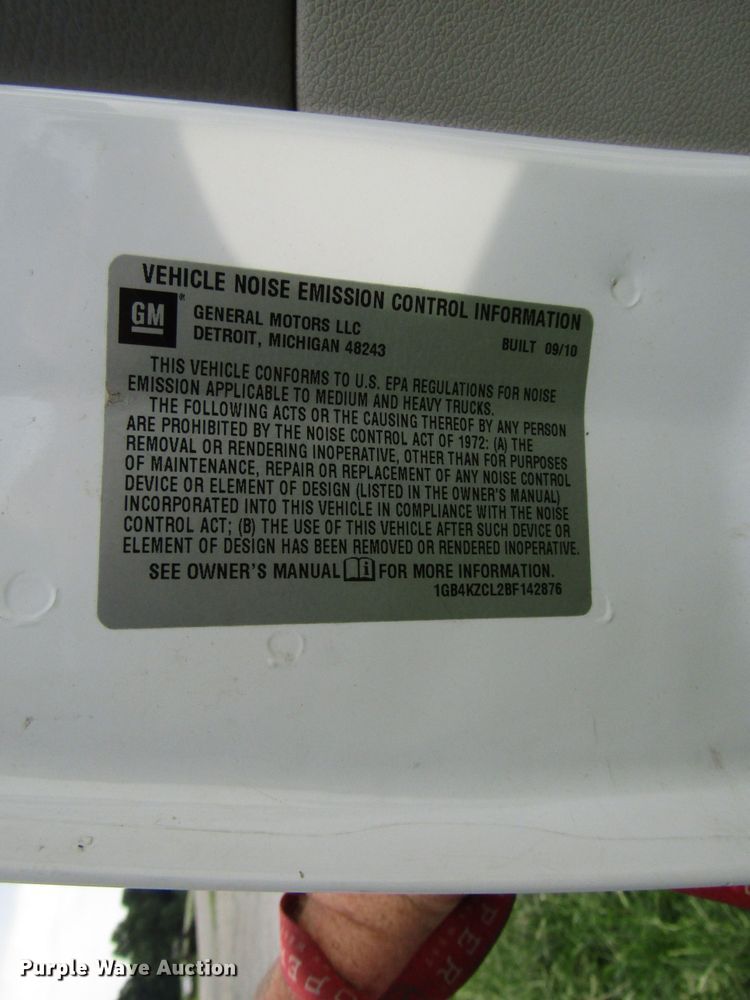 VEHICLE NOISE EMISSION CONTROL INFORMATION
GM
®
GENERAL MOTORS LLC
DETROIT, MICHIGAN 48243
BUILT 09/10
THIS VEHICLE CONFORMS TO U.S. EPA REGULATIONS FOR NOISE
EMISSION APPLICABLE TO MEDIUM AND HEAVY TRUCKS.
THE FOLLOWING ACTS OR THE CAUSING THEREOF BY ANY PERSON
ARE PROHIBITED BY THE NOISE CONTROL ACT OF 1972: (A) THE
REMOVAL OR RENDERING INOPERATIVE, OTHER THAN FOR PURPOSES
OF MAINTENANCE, REPAIR OR REPLACEMENT OF ANY NOISE CONTROL
DEVICE OR ELEMENT OF DESIGN (LISTED IN THE OWNER'S MANUAL)
INCORPORATED INTO THIS VEHICLE IN COMPLIANCE WITH THE NOISE
CONTROL ACT; (B) THE USE OF THIS VEHICLE AFTER SUCH DEVICE OR
ELEMENT OF DESIGN HAS BEEN REMOVED OR RENDERED INOPERATIVE.
SEE OWNER'S MANUAL i FOR MORE INFORMATION.
1GB4KZCL2BF142876
Purple Wave Auction